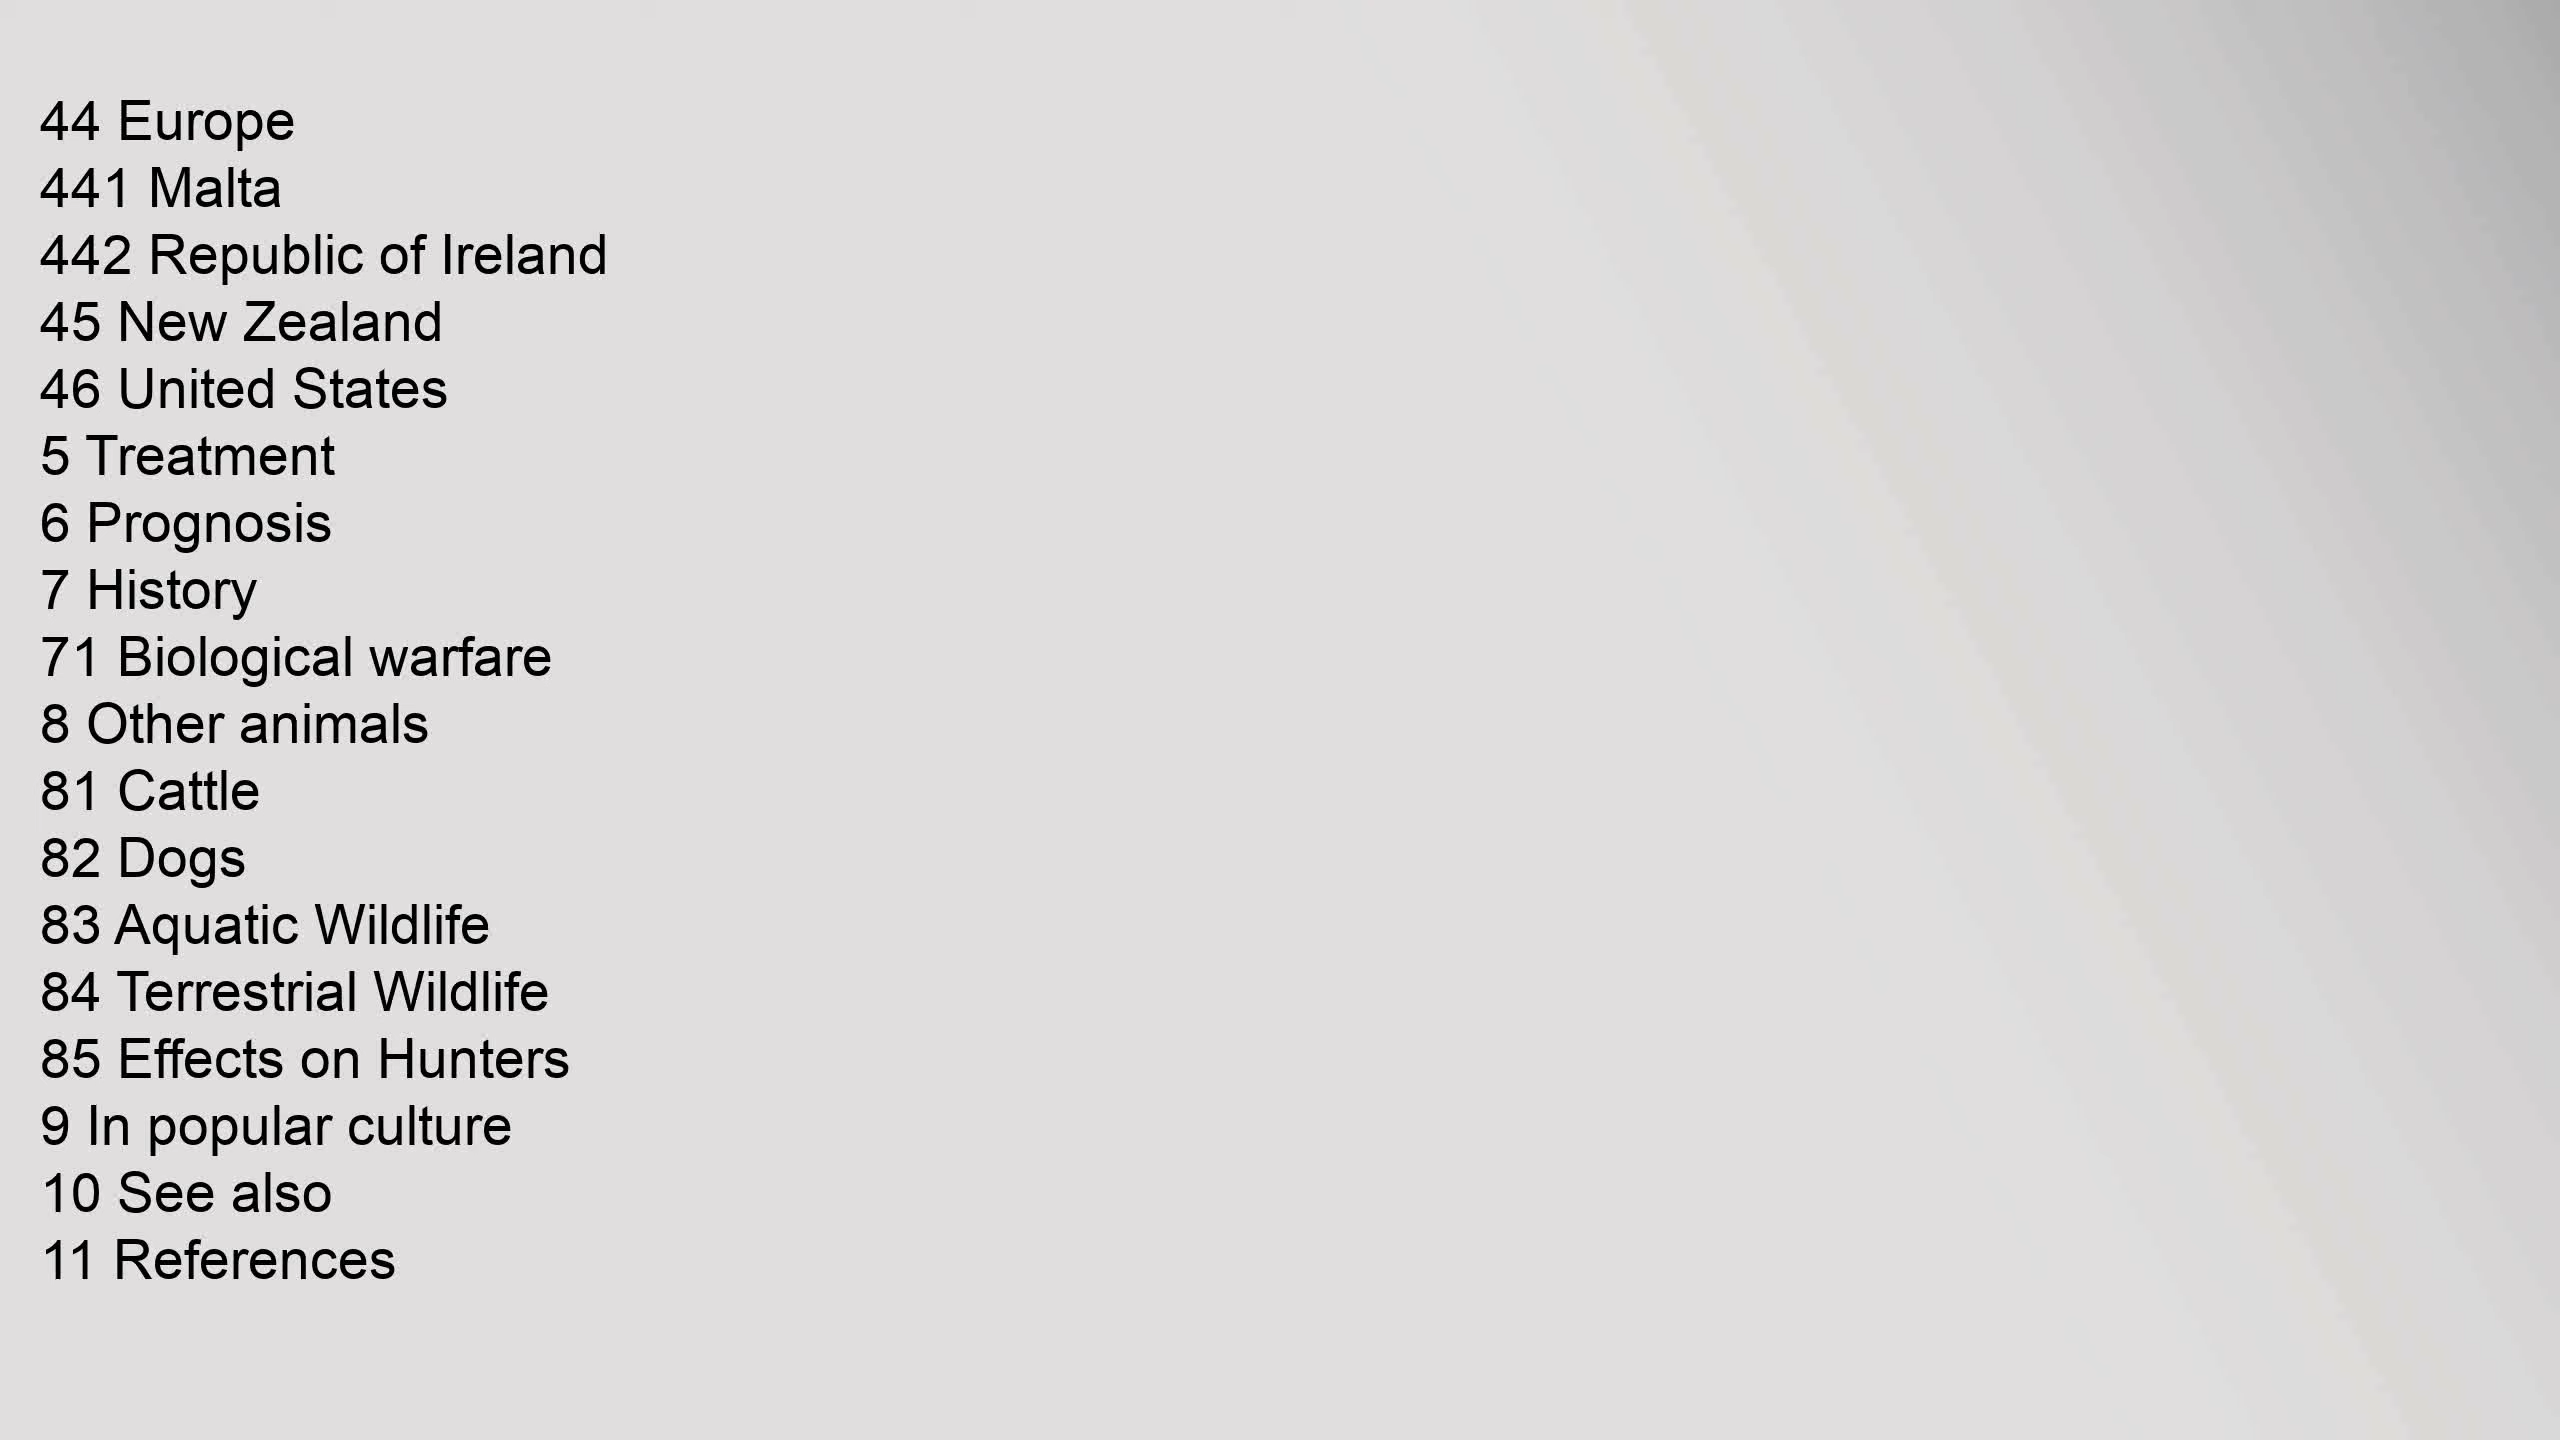 44 Europe
441 Malta
442 Republic of Ireland
45 New Zealand
46 United States
5 Treatment
6 Prognosis
7 History
71 Biological warfare
8 Other animals
81 Cattle
82 Dogs
83 Aquatic Wildlife
84 Terrestrial Wildlife
85 Effects on Hunters
9 In popular culture
10 See also
11 References